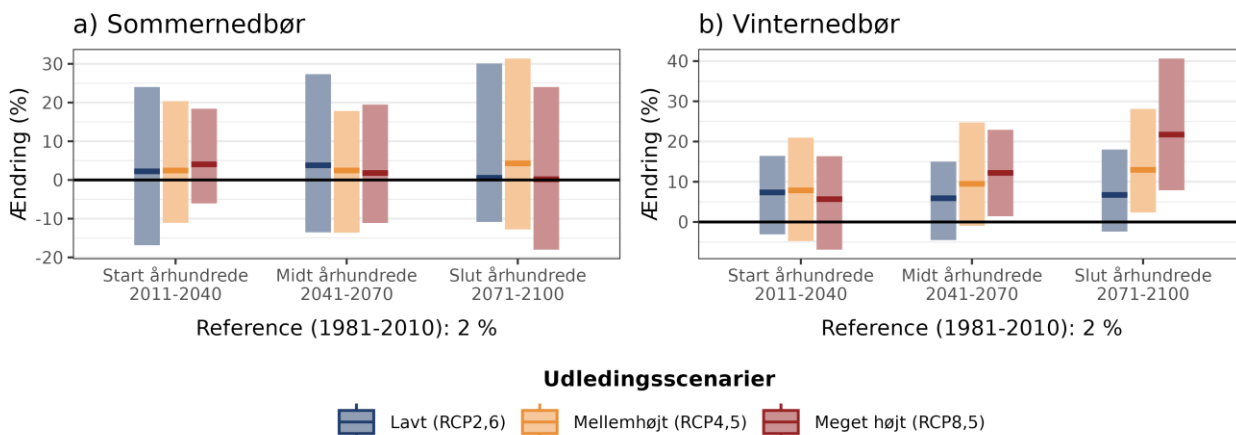 a) Sommernedbør
Ændring (%)
30
20
10
0
-10
-20
Start århundrede
2011-2040
Midt århundrede
2041-2070
Slut århundrede
2071-2100
Reference (1981-2010): 2 %
b) Vinternedbør
Ændring (%)
40
30
20
10
0
Start århundrede
2011-2040
Midt århundrede
2041-2070
Slut århundrede
2071-2100
Reference (1981-2010): 2 %
Udledingsscenarier
Lavt (RCP2,6)
Mellemhøjt (RCP4,5)
Meget højt (RCP8,5)